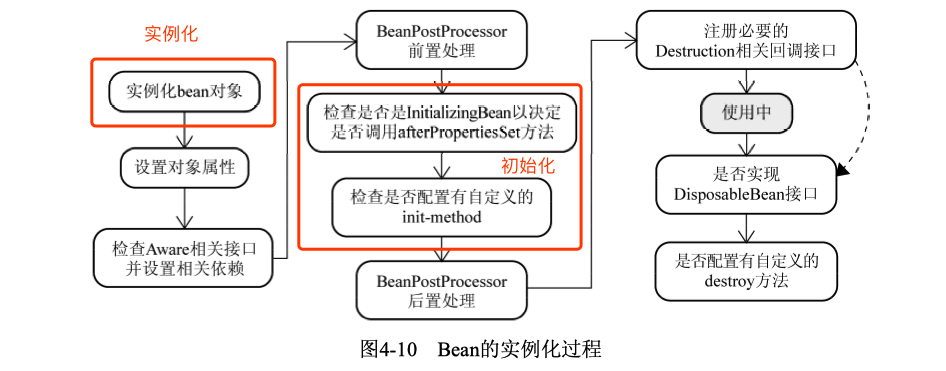 实例化
实例化bean对象
设置对象属性
检查Aware相关接口
并设置相关依赖
BeanPostProcessor
前置处理
检查是否是InitializingBean以决定
是否调用afterPropertiesSet方法
初始化
检查是否配置有自定义的
init-method
BeanPostProcessor
后置处理
注册必要的
Destruction相关回调接口
使用中
是否实现
DisposableBean接口
是否配置有自定义的
destroy方法
图4-10 Bean的实例化过程